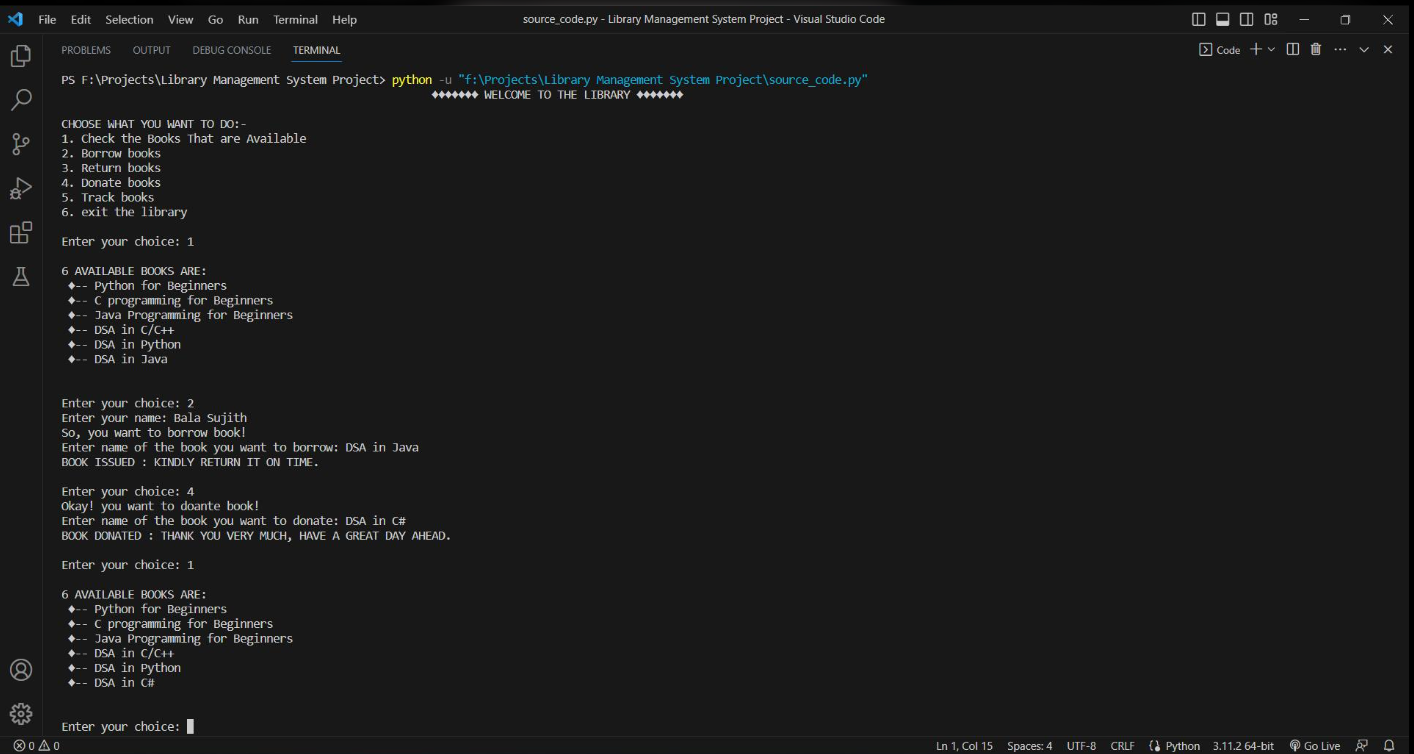 File Edit Selection View Go Run Terminal Help
source_code.py - Library Management System Project - Visual Studio Code
PROBLEMS OUTPUT DEBUG CONSOLE TERMINAL
Code
PS F:\Projects\Library Management System Project> python -u "f:\Projects\Library Management System Project\source_code.py"
♦♦♦♦♦♦♦ WELCOME TO THE LIBRARY ♦♦♦♦♦♦♦
CHOOSE WHAT YOU WANT TO DO:-
1. Check the Books That are Available
2. Borrow books
3. Return books
4. Donate books
5. Track books
6. exit the library
Enter your choice: 1
6 AVAILABLE BOOKS ARE:
♦-- Python for Beginners
♦-- C programming for Beginners
♦-- Java Programming for Beginners
♦-- DSA in C/C++
♦-- DSA in Python
♦-- DSA in Java
Enter your choice: 2
Enter your name: Bala Sujith
So, you want to borrow book!
Enter name of the book you want to borrow: DSA in Java
BOOK ISSUED : KINDLY RETURN IT ON TIME.
Enter your choice: 4
Okay! you want to doante book!
Enter name of the book you want to donate: DSA in C#
BOOK DONATED : THANK YOU VERY MUCH, HAVE A GREAT DAY AHEAD.
Enter your choice: 1
6 AVAILABLE BOOKS ARE:
♦-- Python for Beginners
♦-- C programming for Beginners
♦-- Java Programming for Beginners
♦-- DSA in C/C++
♦-- DSA in Python
♦-- DSA in C#
Enter your choice:
0 0 Ln 1, Col 15 Spaces: 4 UTF-8 CRLF Python 3.11.2 64-bit Go Live